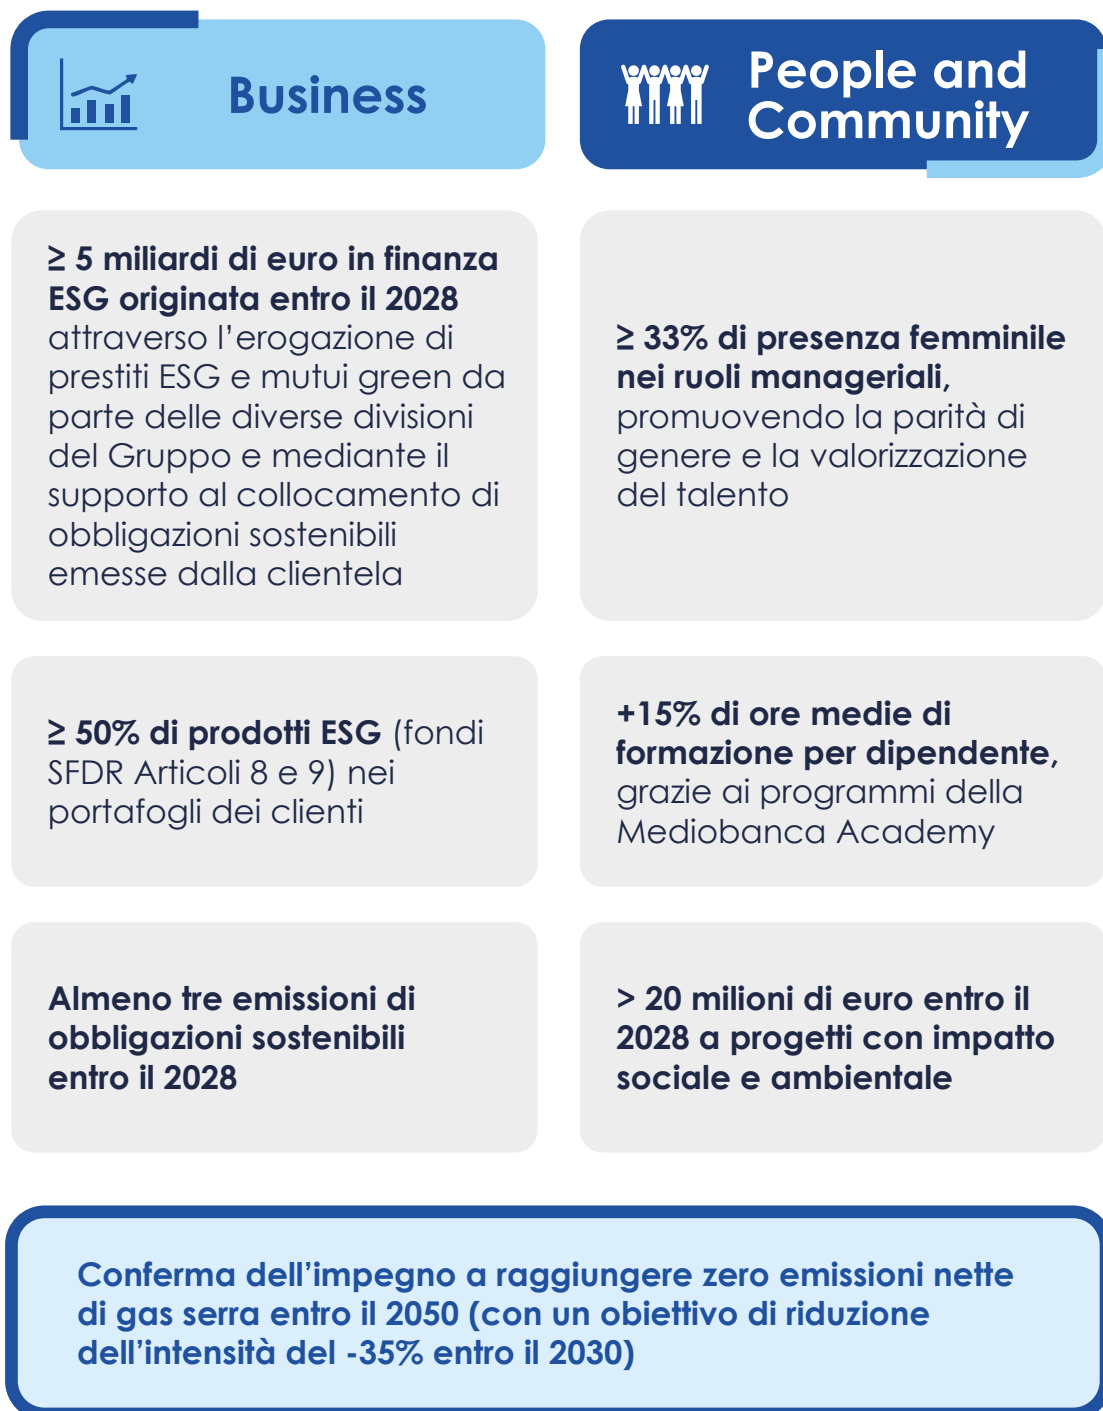 Business
≥ 5 miliardi di euro in finanza
ESG originata entro il 2028
attraverso l’erogazione di
prestiti ESG e mutui green da
parte delle diverse divisioni
del Gruppo e mediante il
supporto al collocamento di
obbligazioni sostenibili
emesse dalla clientela
≥ 50% di prodotti ESG (fondi
SFDR Articoli 8 e 9) nei
portafogli dei clienti
Almeno tre emissioni di
obbligazioni sostenibili
entro il 2028
People and
Community
≥ 33% di presenza femminile
nei ruoli manageriali,
promuovendo la parità di
genere e la valorizzazione
del talento
+15% di ore medie di
formazione per dipendente,
grazie ai programmi della
Mediobanca Academy
> 20 milioni di euro entro il
2028 a progetti con impatto
sociale e ambientale
Conferma dell’impegno a raggiungere zero emissioni nette
di gas serra entro il 2050 (con un obiettivo di riduzione
dell’intensità del -35% entro il 2030)